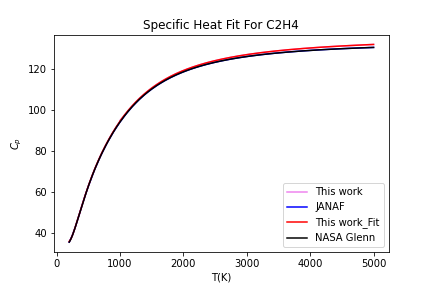 Specific Heat Fit For C2H4
120
100
80
60
40
C_p
0
1000
2000
3000
4000
5000
T(K)
This work
JANAF
This work_Fit
NASA Glenn